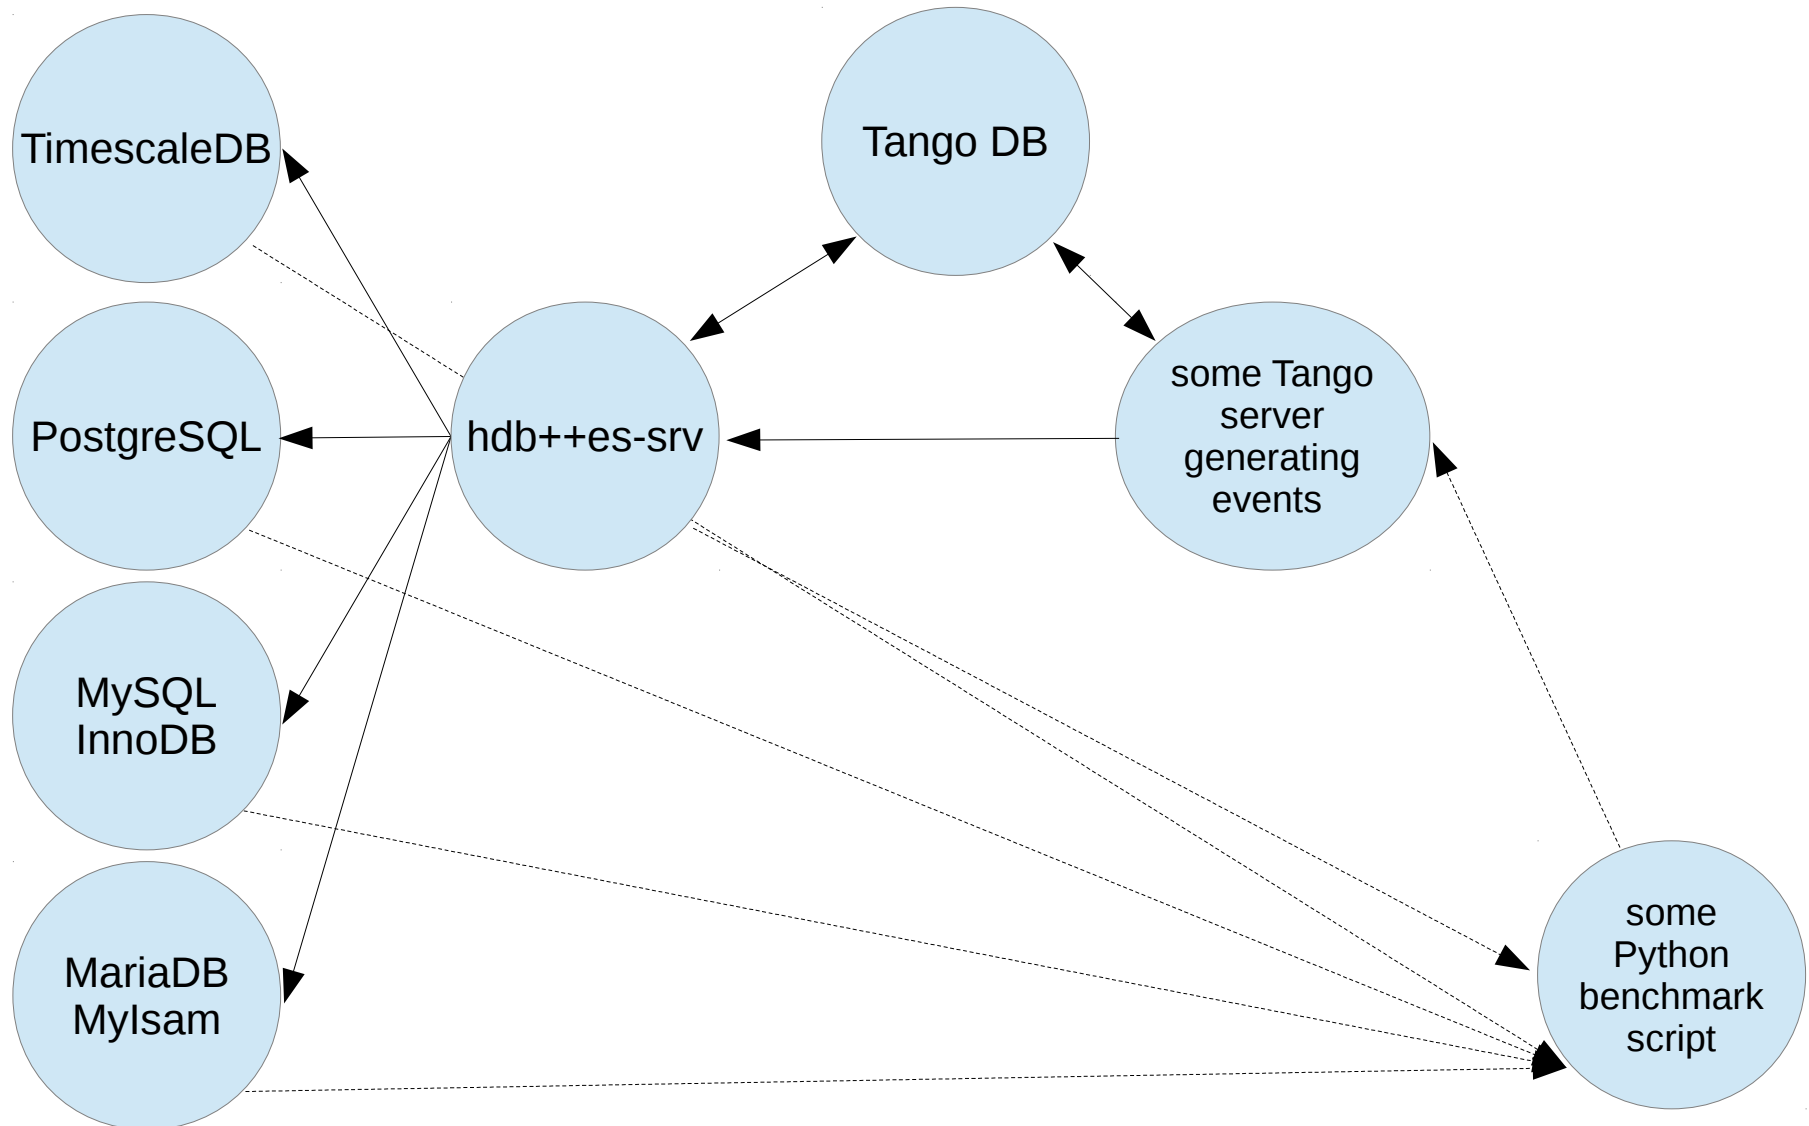 TimescaleDB
Tango DB
PostgreSQL
hdb++es-srv
some Tango
server
generating
events
MySQL
InnoDB
MariaDB
MyIsam
some
Python
benchmark
script